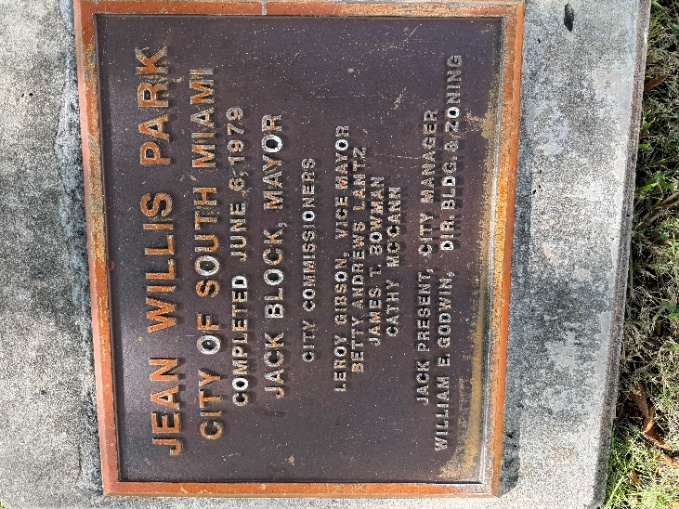 JEAN WILLIS PARK
CITY OF SOUTH MIAMI
COMPLETED JUNE 6, 1979
JACK BLOCK, MAYOR
CITY COMMISSIONERS
LEROY GIBSON, VICE MAYOR
BETTY ANDREWS LANTZ
JAMES T. BOWMAN
CATHY MCCANN
JACK PRESENT, CITY MANAGER
WILLIAM E. GODWIN, DIR. BLDG. & ZONING